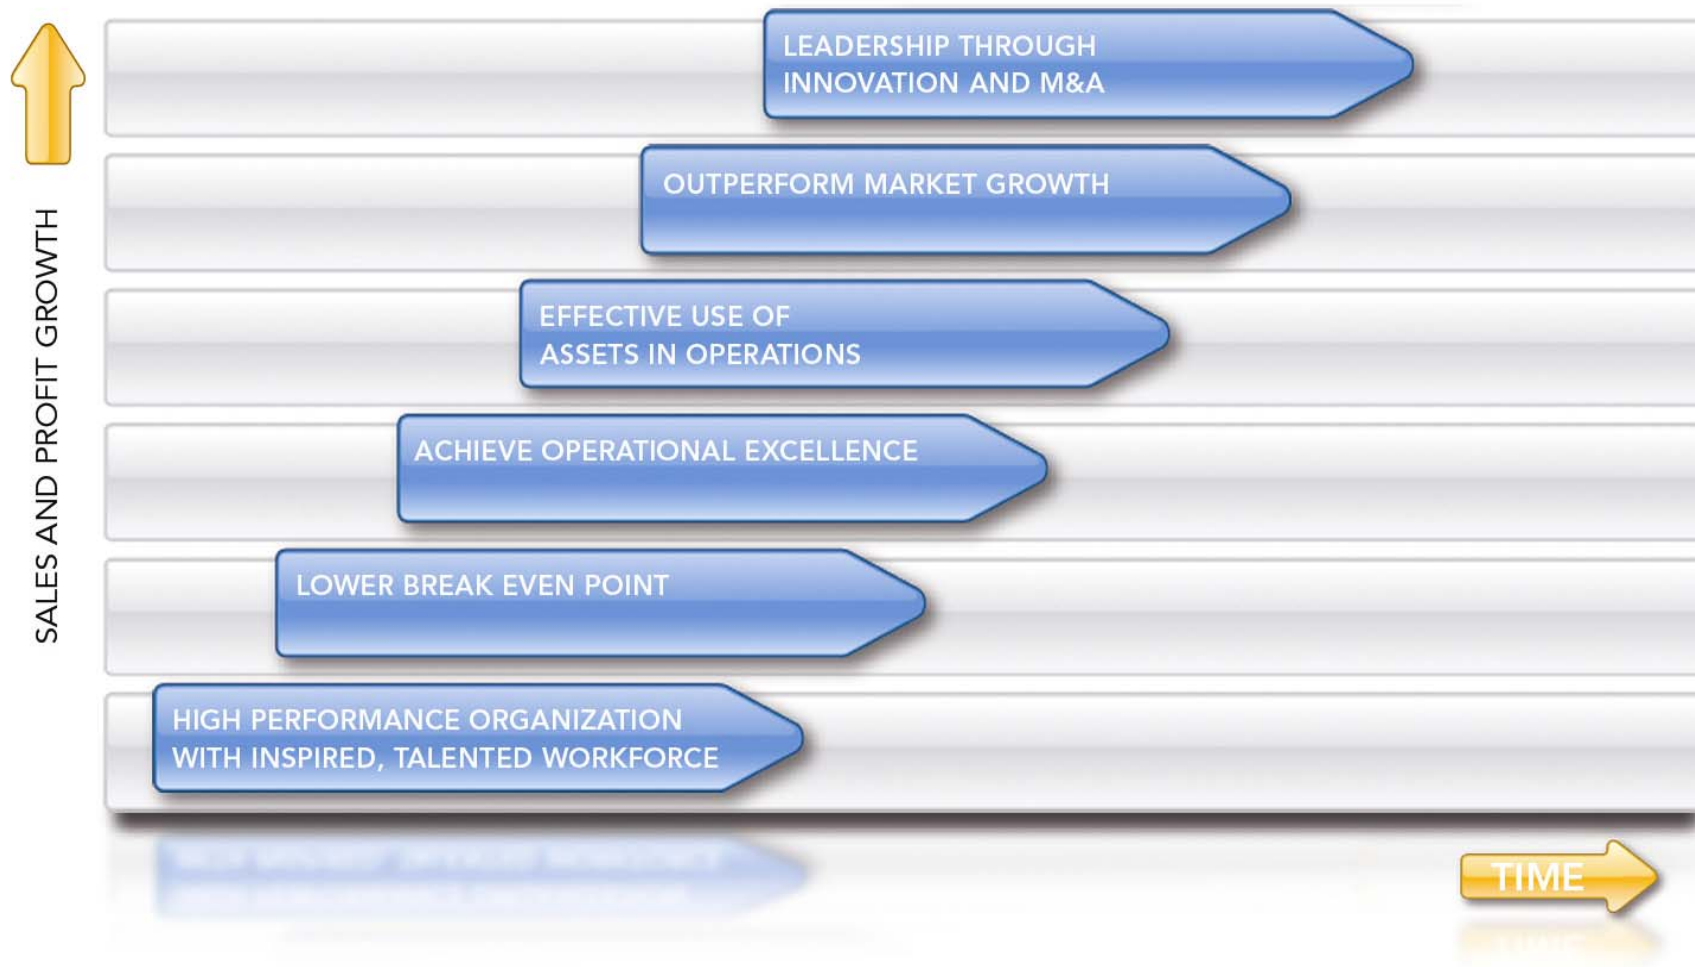 LEADERSHIP THROUGH
INNOVATION AND M&A
OUTPERFORM MARKET GROWTH
EFFECTIVE USE OF
ASSETS IN OPERATIONS
ACHIEVE OPERATIONAL EXCELLENCE
LOWER BREAK EVEN POINT
HIGH PERFORMANCE ORGANIZATION
WITH INSPIRED, TALENTED WORKFORCE
SALES AND PROFIT GROWTH
TIME